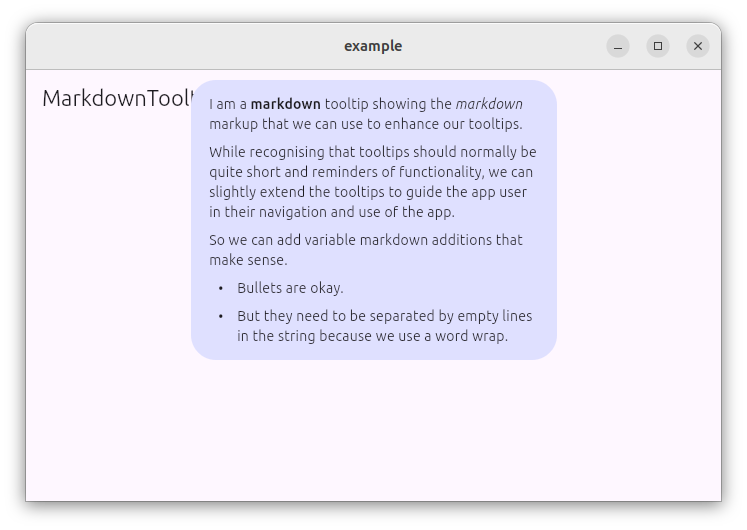 example
MarkdownToolt
I am a markdown tooltip showing the markdown
markup that we can use to enhance our tooltips.
While recognising that tooltips should normally be
quite short and reminders of functionality, we can
slightly extend the tooltips to guide the app user
in their navigation and use of the app.
So we can add variable markdown additions that
make sense.
• Bullets are okay.
• But they need to be separated by empty lines
in the string because we use a word wrap.